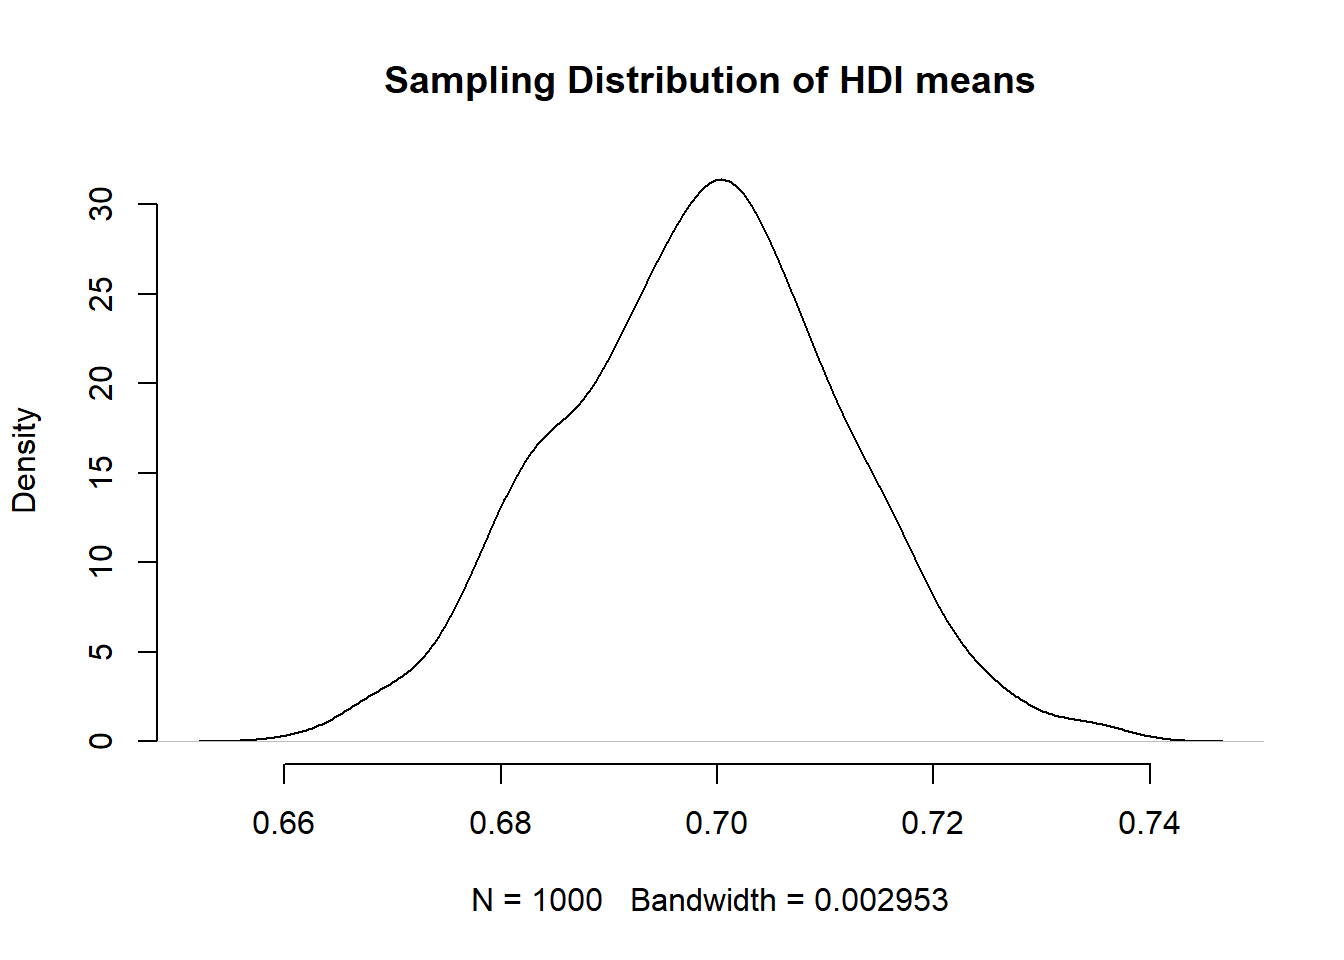 Sampling Distribution of HDI means
Density
30
25
20
15
10
5
0
0.66 0.68 0.70 0.72 0.74
N = 1000 Bandwidth = 0.002953